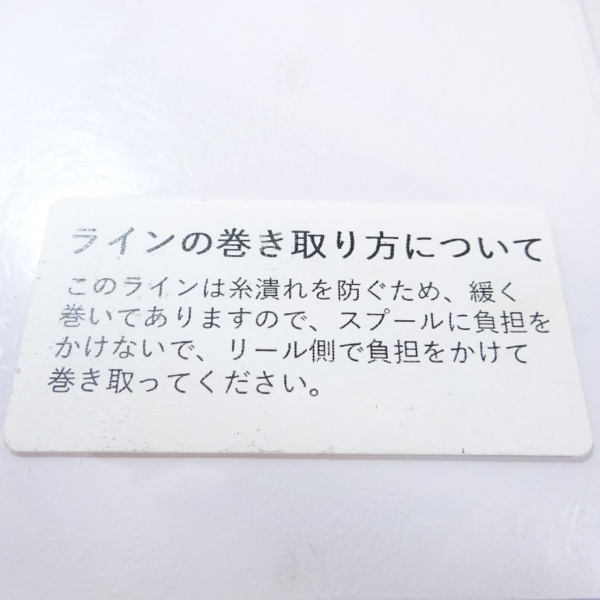 ラインの巻き取り方について
このラインは糸潰れを防ぐため、緩く
巻いてありますので、スプールに負担を
かけないで、リール側で負担をかけて
巻き取ってください。